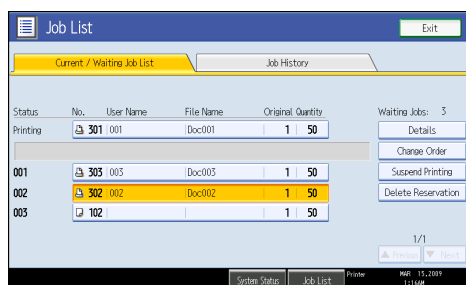 Job List
Exit
Current / Waiting Job List
Job History
Status No. User Name File Name Original Quantity Waiting Jobs: 3
Printing 301 001 Doc001 1 50
Details
Change Order
001 303 003 Doc003 1 50
Suspend Printing
002 302 002 Doc002 1 50
Delete Reservation
003 102 1 50
1/1
Previous Next
System Status Job List Printer MAR 15,2009
1:16AM